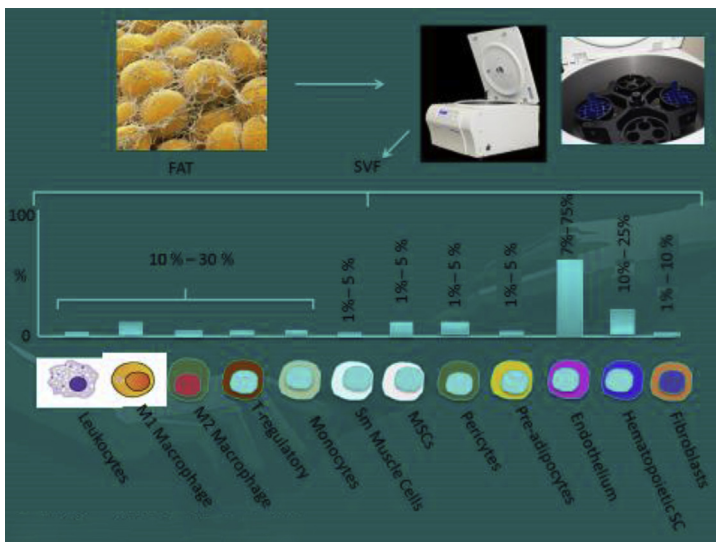 FAT
SVF
100
%
0
10 % – 30 %
1% – 5 %
1% – 5 %
1% – 5 %
1% – 5 %
7% – 75%
10% – 25%
1% – 10 %
Leukocytes
M1 Macrophage
M2 Macrophage
T regulatory
Monocytes
Sm Muscle Cells
MSCs
Pericytes
Pre-adipocytes
Endothelium
Hematopoietic SC
Fibroblasts